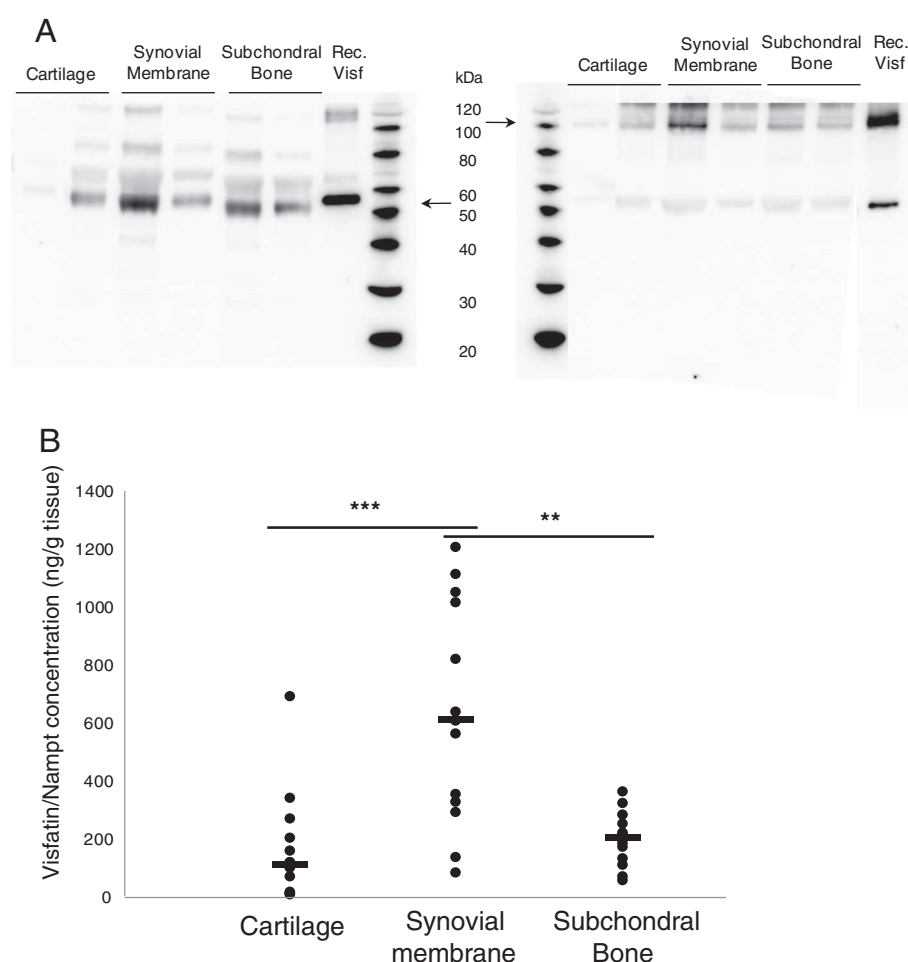 A
Cartilage
Synovial
Membrane
Subchondral
Bone
Rec.
Visf
kDa
120
100
80
60
50
40
30
20
Cartilage
Synovial
Membrane
Subchondral
Bone
Rec.
Visf
B
Visfatin/Nampt concentration (ng/g tissue)
1400
1200
1000
800
600
400
200
0
***
**
Cartilage
Synovial
membrane
Subchondral
Bone